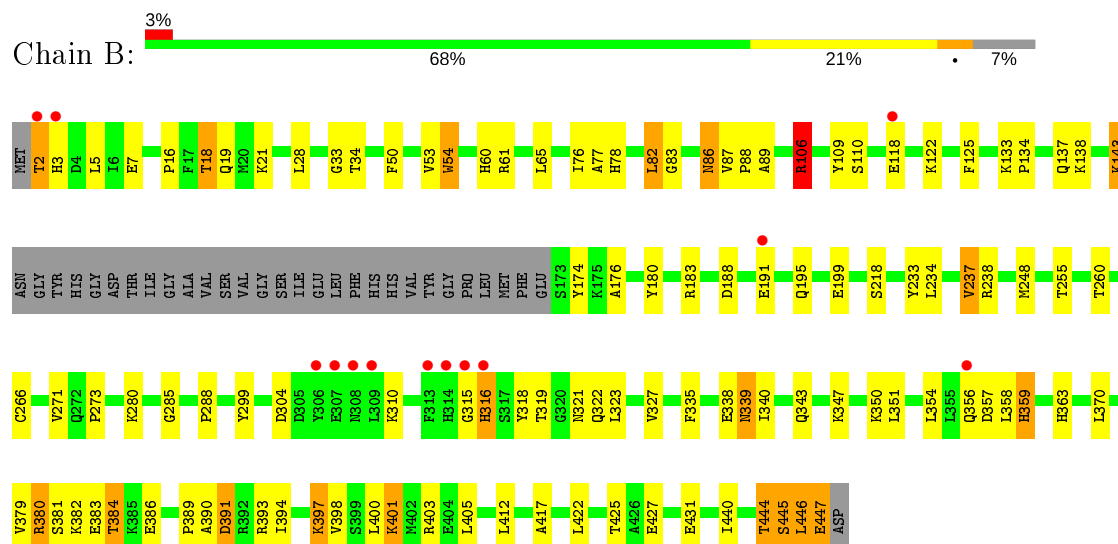 3%
Chain B:
68% 21% • 7%
MET T2 H3 D4 L5 I6 E7 P16 F17 T18 Q19 M20 K21 L28 G33 T34 F50 V53 W54 H60 R61 L65 I76 A77 H78 L82 G83 N86 V87 P88 A89 R106 Y109 S110 E118 K122 F125 K133 P134 Q137 K138 K143
ASN GLY TYR HIS GLY ASP THR ILE GLY ALA VAL SER VAL GLY SER ILE GLU LEU PHE HIS HIS VAL TYR GLY PRO LEU MET PHE GLU S173 Y174 K175 A176 Y180 R183 D188 E191 Q195 E199 S218 Y233 L234 V237 R238 M248 T255 T260
C266 V271 Q272 P273 K280 G285 P288 Y299 D304 D305 Y306 E307 N308 L309 K310 F313 H314 G315 H316 S317 Y318 T319 G320 N321 Q322 L323 V327 F335 E338 N339 I340 Q343 K347 K350 L351 L354 L355 Q356 D357 L358 H359 H363 L370
V379 R380 S381 K382 E383 T384 K385 E386 P389 A390 D391 R392 R393 I394 K397 V398 S399 L400 K401 M402 R403 E404 L405 L412 A417 L422 T425 A426 E427 E431 I440 T444 S445 L446 E447 ASP